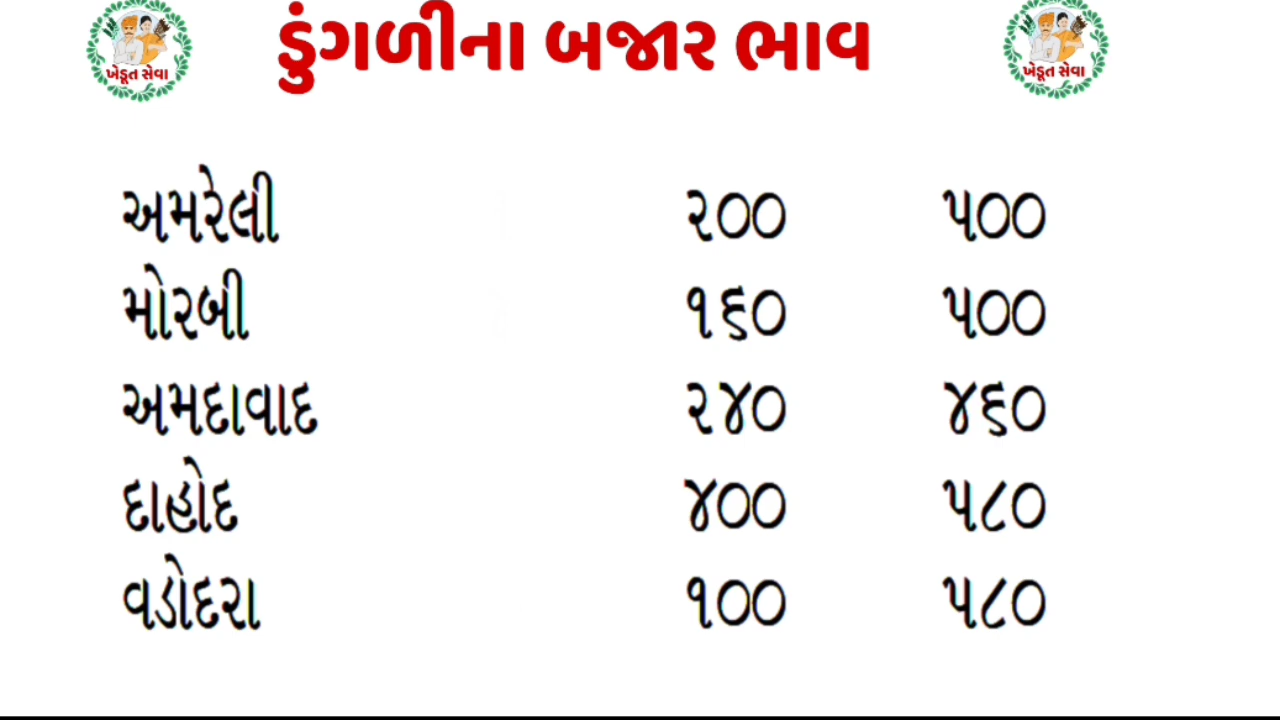 ડુંગળીના બજાર ભાવ
ખેડૂત સેવા
ખેડૂત સેવા
અમરેલી ૨૦૦ ૫૦૦
મોરબી ૧૬૦ ૫૦૦
અમદાવાદ ૨૪૦ ૪૬૦
દાહોદ ૪૦૦ ૫૮૦
વડોદરા ૧૦૦ ૫૮૦